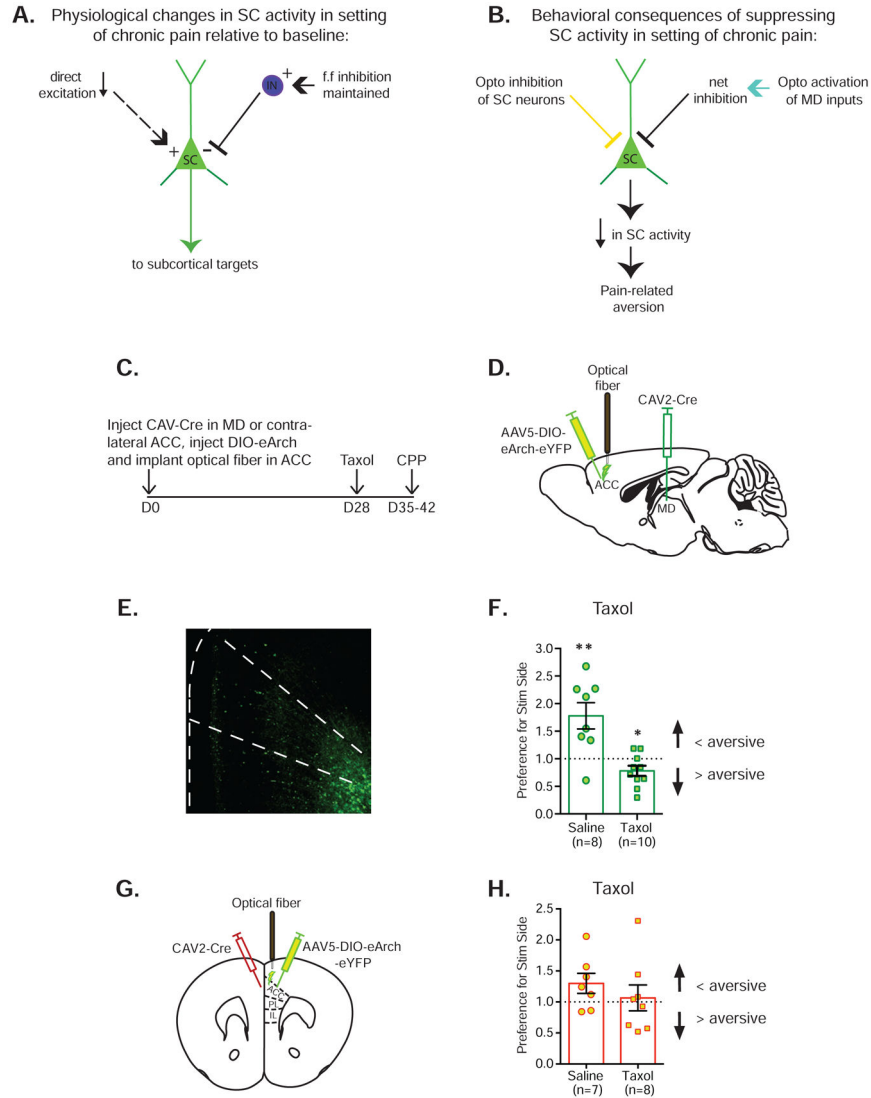 A. Physiological changes in SC activity in setting
of chronic pain relative to baseline:
direct
excitation
IN
+
f.f inhibition
maintained
+
-
SC
to subcortical targets
B. Behavioral consequences of suppressing
SC activity in setting of chronic pain:
Opto inhibition
of SC neurons
net
inhibition
Opto activation
of MD inputs
SC
in SC activity
Pain-related
aversion
C.
Inject CAV-Cre in MD or contra-
lateral ACC, inject DIO-eArch
and implant optical fiber in ACC
Taxol
CPP
D0
D28
D35-42
D.
Optical
fiber
CAV2-Cre
AAV5-DIO-
eArch-eYFP
ACC
MD
E.
F.
Taxol
Preference for Stim Side
3.0
2.5
2.0
1.5
1.0
0.5
0.0
**
*
< aversive
> aversive
Saline
(n=8)
Taxol
(n=10)
G.
Optical fiber
CAV2-Cre
AAV5-DIO-eArch
-eYFP
ACC
PL
IL
H.
Taxol
Preference for Stim Side
2.5
2.0
1.5
1.0
0.5
0.0
< aversive
> aversive
Saline
(n=7)
Taxol
(n=8)